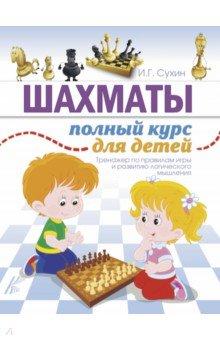 И.Г. Сухин
ШАХМАТЫ
полный курс
для детей
Тренажер по правилам игры
и развитию логического
мышления